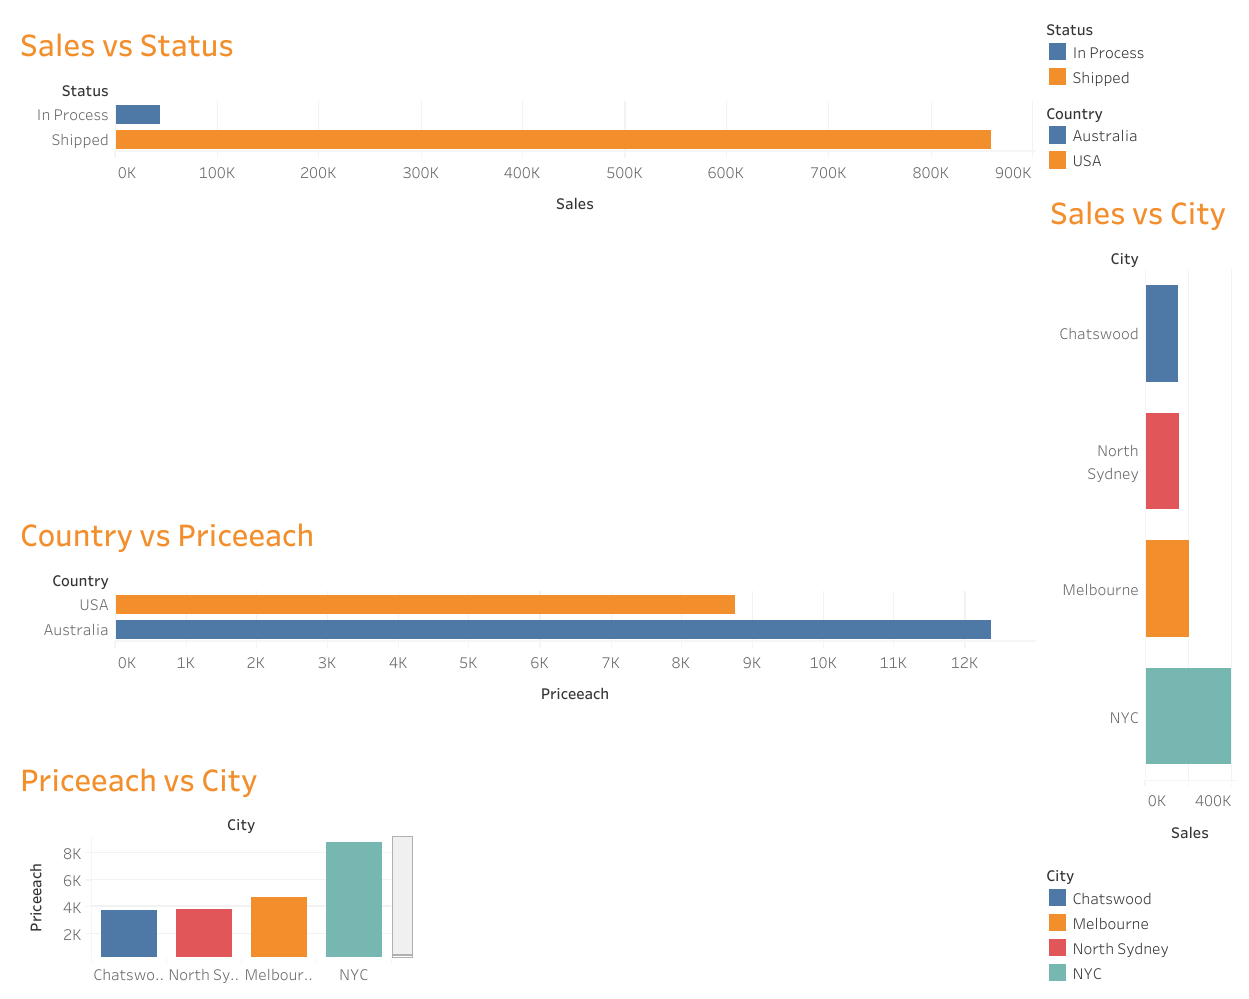 Sales vs Status
Status
In Process
Shipped
0K 100K 200K 300K 400K 500K 600K 700K 800K 900K
Sales
Status
In Process
Shipped
Country
Australia
USA
Sales vs City
City
Chatswood
North
Sydney
Melbourne
NYC
0K 400K
Sales
Country vs Priceeach
Country
USA
Australia
0K 1K 2K 3K 4K 5K 6K 7K 8K 9K 10K 11K 12K
Priceeach
Priceeach vs City
City
Priceeach
8K
6K
4K
2K
Chatswo.. North Sy.. Melbour.. NYC
City
Chatswood
Melbourne
North Sydney
NYC